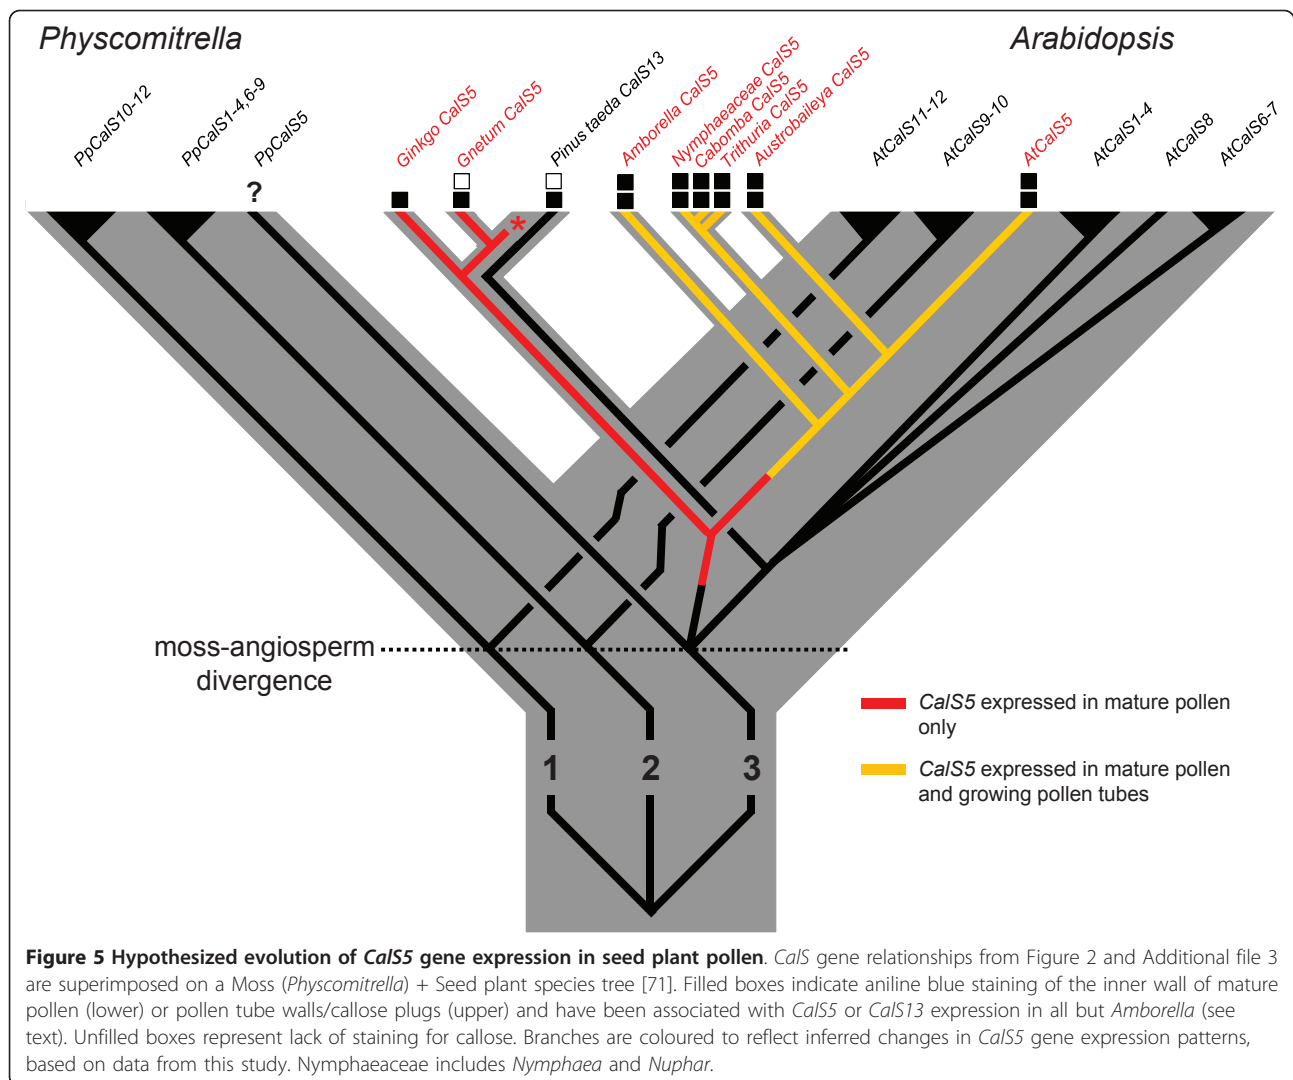 Physcomitrella
Arabidopsis
PpCalS10-12
PpCalS1-4,6-9
PpCalS5
Ginkgo CalS5
Gnetum CalS5
Pinus taeda CalS13
Amborella CalS5
Nymphaeaceae CalS5
Cabomba CalS5
Trithuria CalS5
Austrobaileya CalS5
AtCalS11-12
AtCalS9-10
AtCalS5
AtCalS1-4
AtCalS8
AtCalS6-7
?
*
moss-angiosperm
divergence
CalS5 expressed in mature pollen
only
CalS5 expressed in mature pollen
and growing pollen tubes
1 2 3
Figure 5 Hypothesized evolution of CalS5 gene expression in seed plant pollen. CalS gene relationships from Figure 2 and Additional file 3
are superimposed on a Moss (Physcomitrella) + Seed plant species tree [71]. Filled boxes indicate aniline blue staining of the inner wall of mature
pollen (lower) or pollen tube walls/callose plugs (upper) and have been associated with CalS5 or CalS13 expression in all but Amborella (see
text). Unfilled boxes represent lack of staining for callose. Branches are coloured to reflect inferred changes in CalS5 gene expression patterns,
based on data from this study. Nymphaeaceae includes Nymphaea and Nuphar.